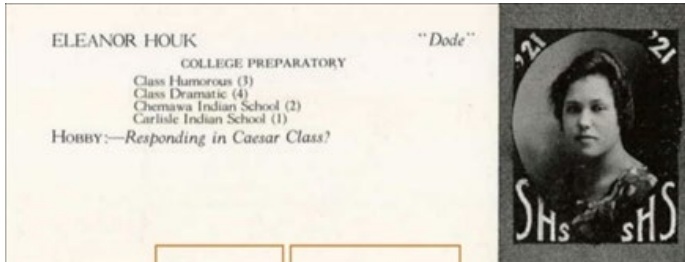 ELEANOR HOUK "Dode"
COLLEGE PREPARATORY
Class Humorous (3)
Class Dramatic (4)
Chemawa Indian School (2)
Carlisle Indian School (1)
HOBBY:—Responding in Caesar Class?
'21 '21
SHS SHS